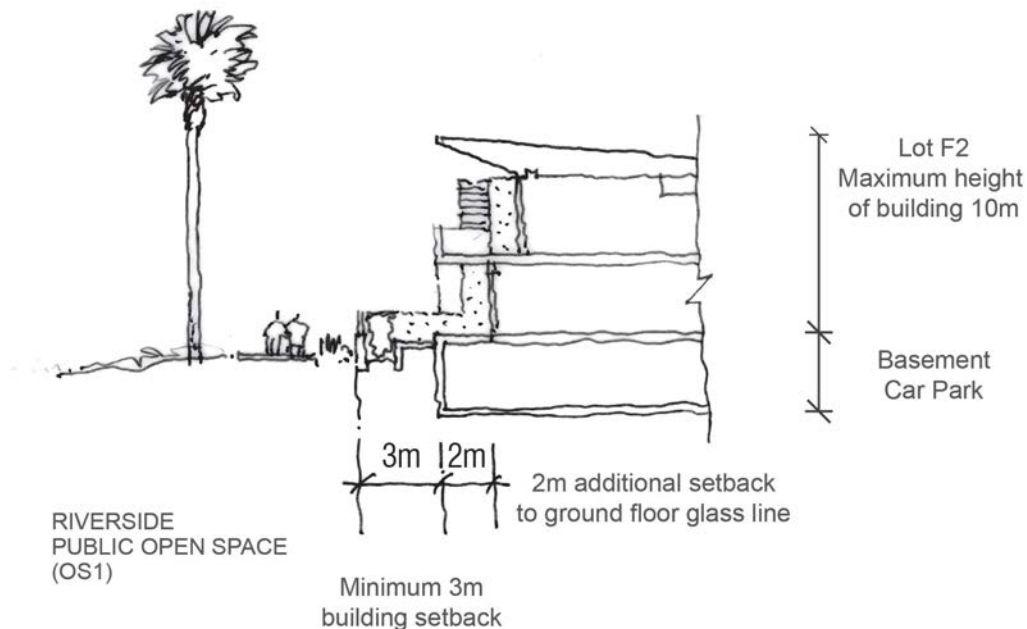 Lot F2
Maximum height
of building 10m
Basement
Car Park
3m
2m
2m additional setback
to ground floor glass line
RIVERSIDE
PUBLIC OPEN SPACE
(OS1)
Minimum 3m
building setback